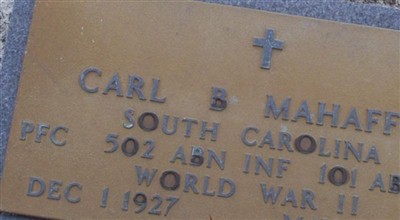 CARL B MAHAFF
SOUTH CAROLINA
PFC 502 ABN INF 101 AB
WORLD WAR II
DEC 1 1927